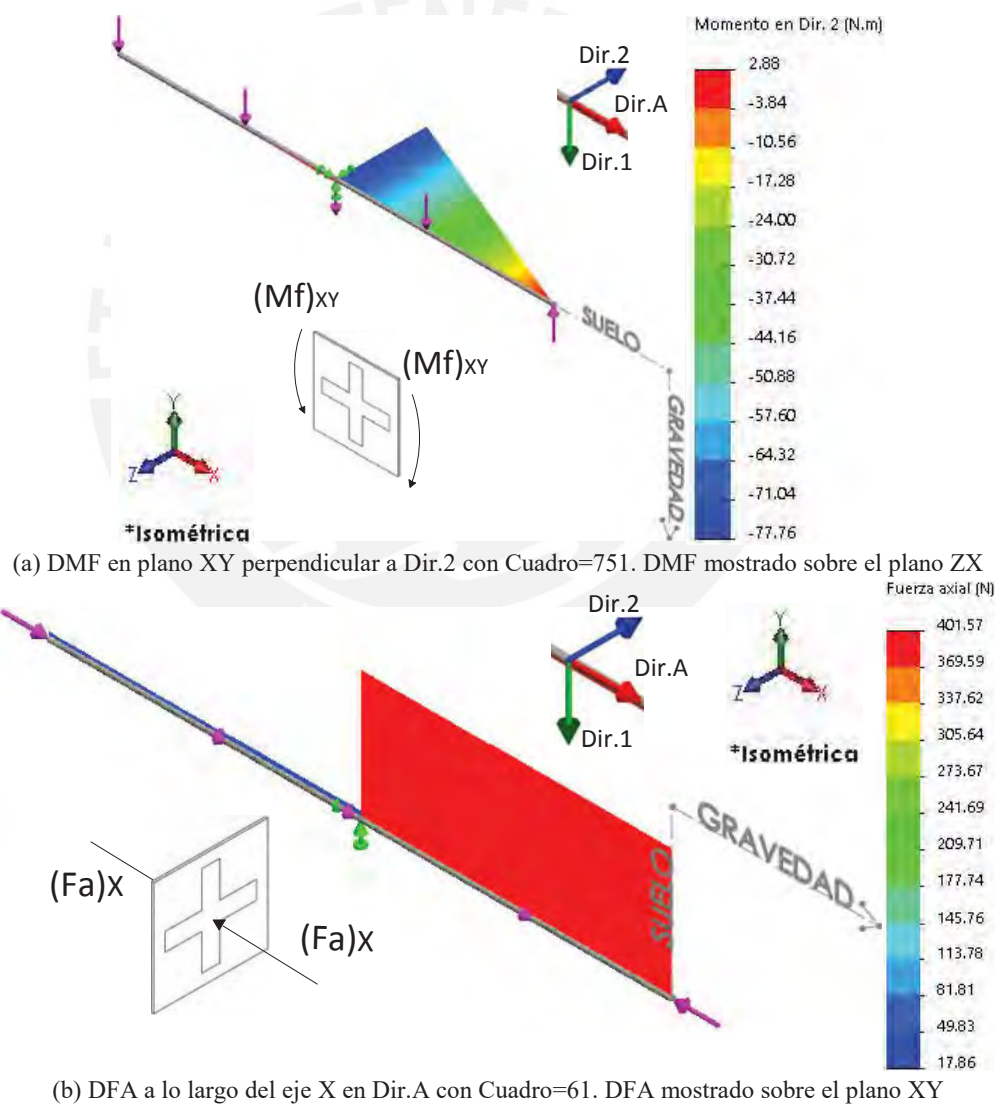 Momento en Dir. 2 (N.m)
2.88
-3.84
-10.56
-17.28
-24.00
-30.72
-37.44
-44.16
-50.88
-57.60
-64.32
-71.04
-77.76
Dir.2
Dir.A
Dir.1
SUELO
GRAVEDAD
(Mf)XY
(Mf)XY
Y
Z
X
*Isométrica
(a) DMF en plano XY perpendicular a Dir.2 con Cuadro=751. DMF mostrado sobre el plano ZX
Fuerza axial (N)
401.57
369.59
337.62
305.64
273.67
241.69
209.71
177.74
145.76
113.78
81.81
49.83
17.86
Dir.2
Dir.A
Dir.1
Y
Z
X
*Isométrica
GRAVEDAD
SUELO
(Fa)X
(Fa)X
(b) DFA a lo largo del eje X en Dir.A con Cuadro=61. DFA mostrado sobre el plano XY